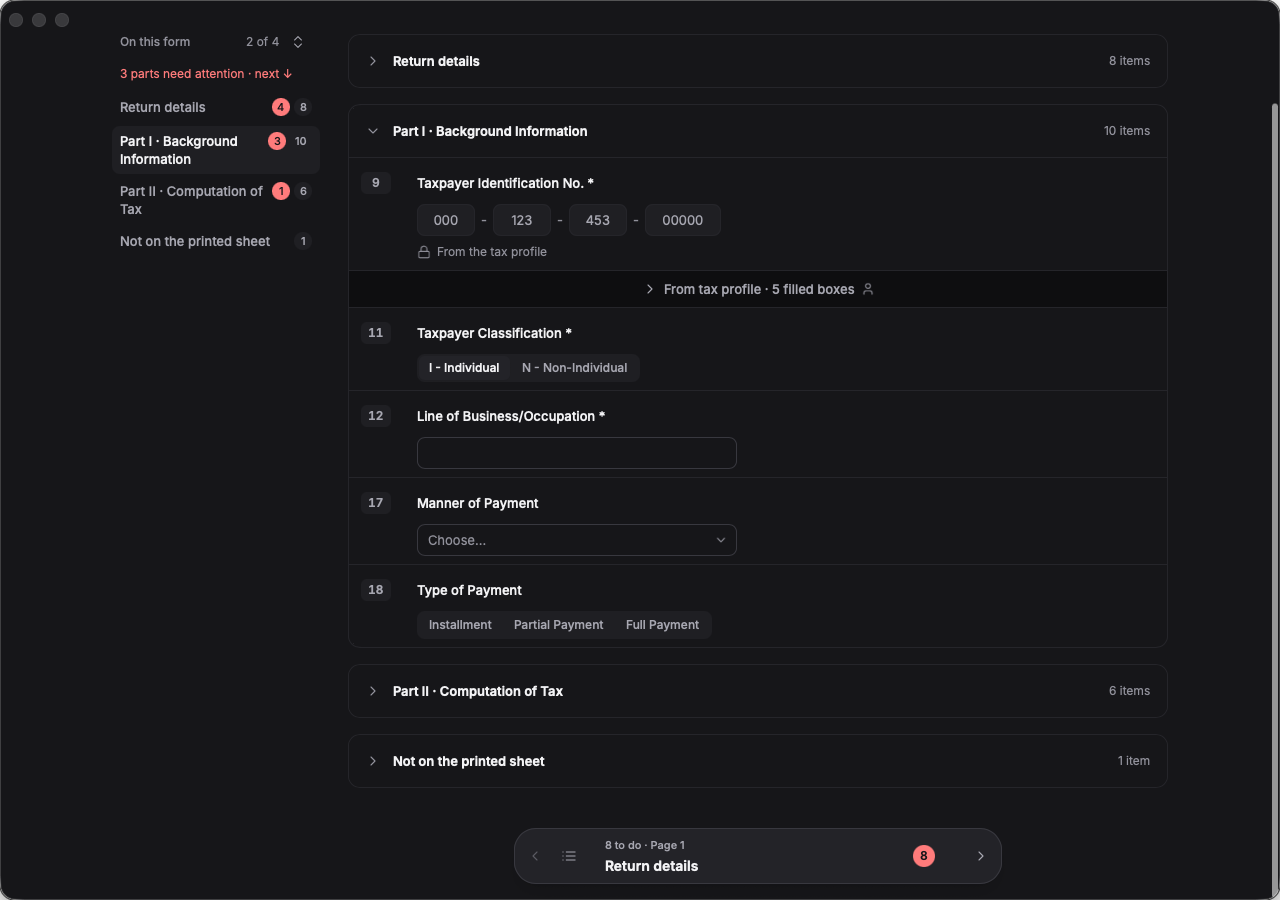 On this form 2 of 4
3 parts need attention · next ↓
Return details 4 8
Part I · Background Information 3 10
Part II · Computation of Tax 1 6
Not on the printed sheet 1
Return details 8 items
Part I · Background Information 10 items
9 Taxpayer Identification No. *
000 - 123 - 453 - 00000
From the tax profile
From tax profile · 5 filled boxes
11 Taxpayer Classification *
I - Individual N - Non-Individual
12 Line of Business/Occupation *
17 Manner of Payment
Choose...
18 Type of Payment
Installment Partial Payment Full Payment
Part II · Computation of Tax 6 items
Not on the printed sheet 1 item
8 to do · Page 1
Return details 8